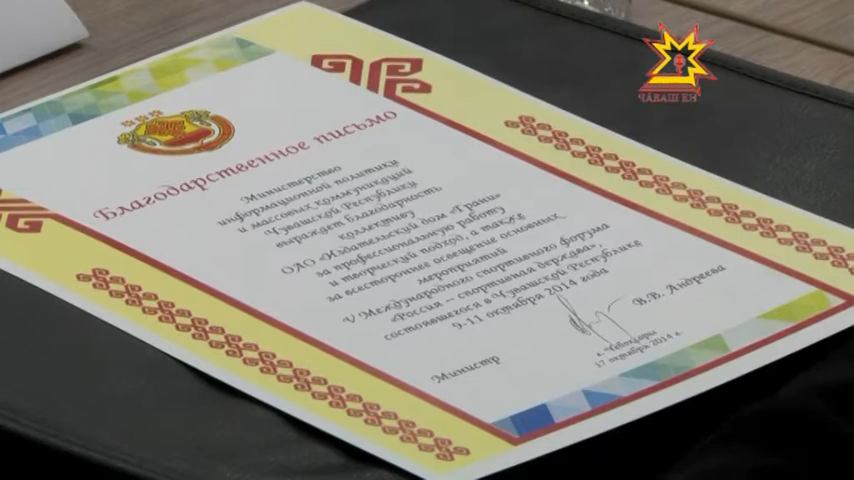 Благодарственное письмо
Министерство
информационной политики
и массовых коммуникаций
Чувашской Республики
выражает благодарность
коллективу
ОАО «Издательский дом «Грани»
за профессиональную работу
и творческий подход, а также
за всестороннее освещение основных
мероприятий
V Международного спортивного форума
«Россия – спортивная держава»,
состоявшегося в Чувашской Республике
9-11 октября 2014 года
Министр
В.В. Андреева
г. Чебоксары
17 октября 2014 г.
ЧӐВАШ ЕН